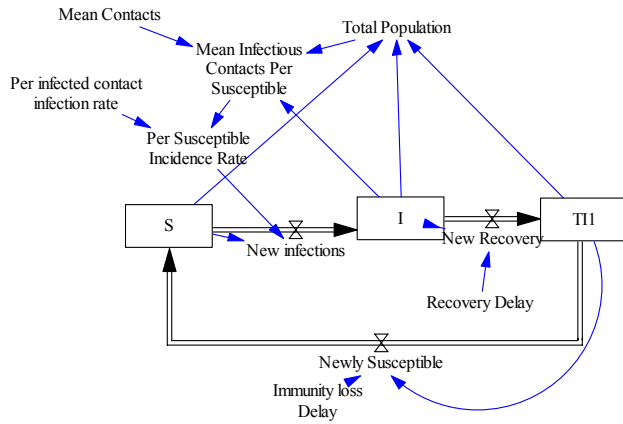 Mean Contacts
Total Population
Mean Infectious
Contacts Per
Susceptible
Per infected contact
infection rate
Per Susceptible
Incidence Rate
S
I
TI1
New infections
New Recovery
Recovery Delay
Newly Susceptible
Immunity loss
Delay